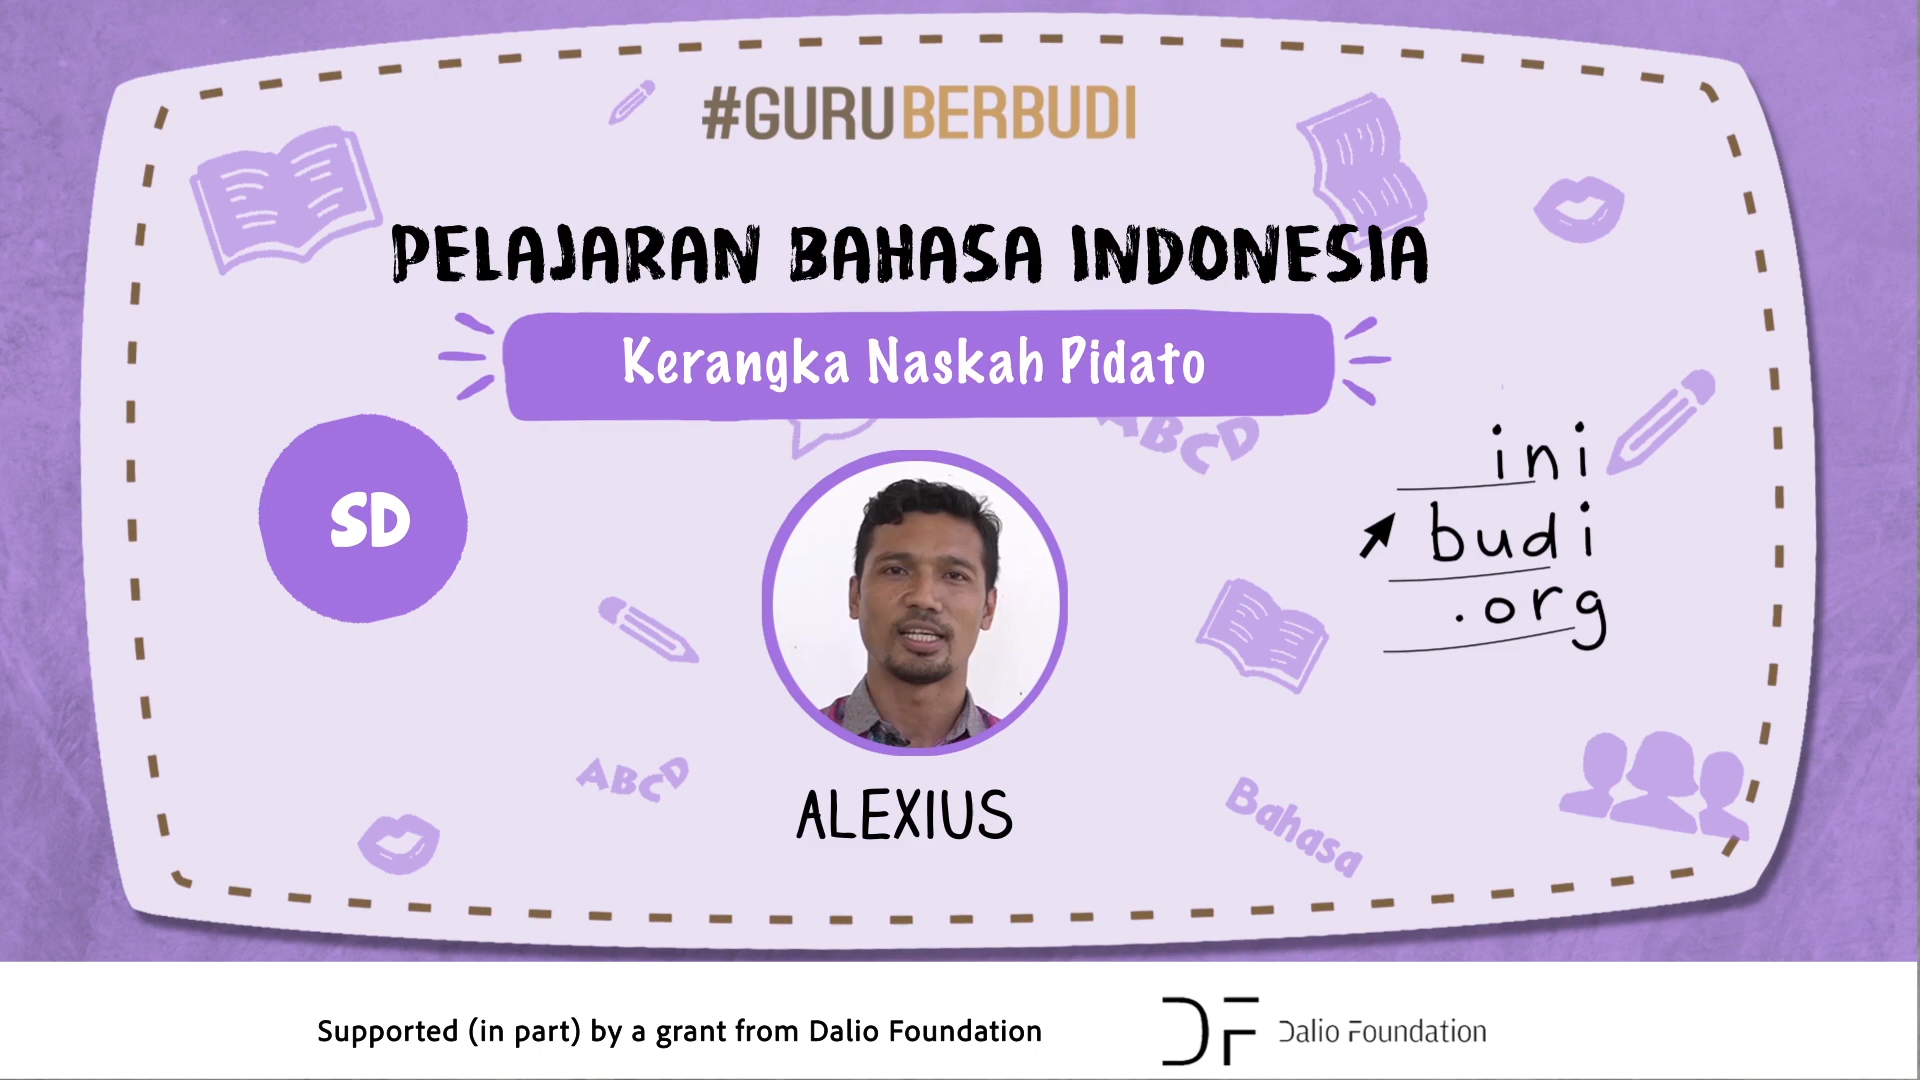 #GURUBERBUDI
PELAJARAN BAHASA INDONESIA
Kerangka Naskah Pidato
ABCD
SD
ini
budi
.org
ABCD
ALEXIUS
Bahasa
Supported (in part) by a grant from Dalio Foundation
DF Dalio Foundation